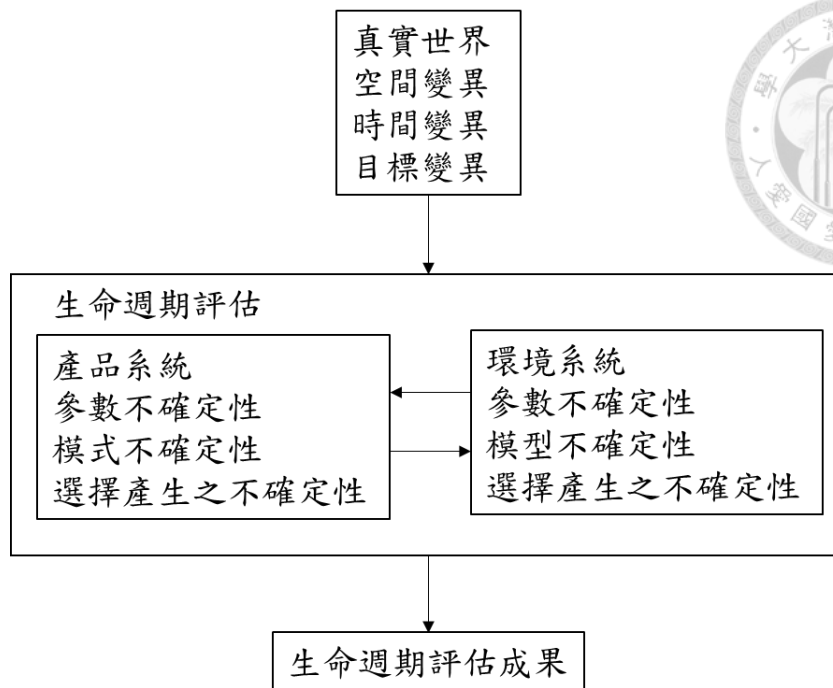 真實世界
空間變異
時間變異
目標變異
生命週期評估
產品系統
參數不確定性
模式不確定性
選擇產生之不確定性
環境系統
參數不確定性
模型不確定性
選擇產生之不確定性
生命週期評估成果